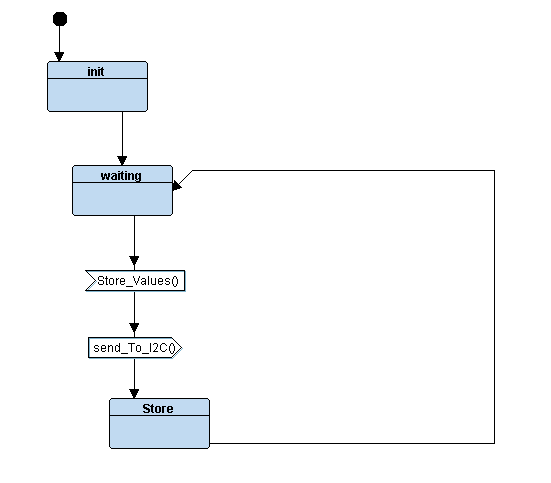 init
waiting
Store_Values()
send_To_I2C()
Store